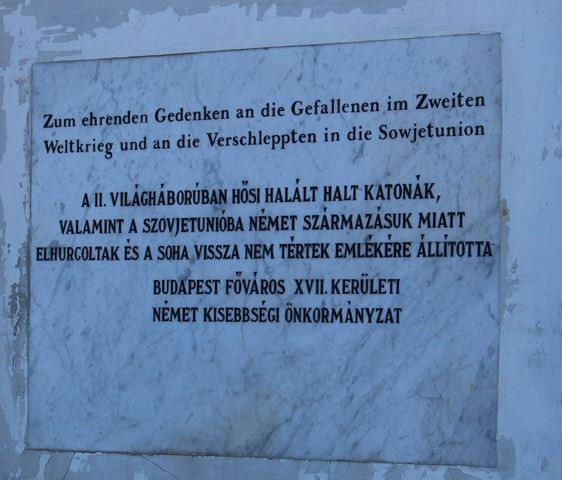 Zum ehrenden Gedenken an die Gefallenen im Zweiten
Weltkrieg und an die Verschleppten in die Sowjetunion
A II. VILÁGHÁBORÚBAN HŐSI HALÁLT HALT KATONÁK,
VALAMINT A SZOVJETUNIÓBA NÉMET SZÁRMAZÁSUK MIATT
ELHURCOLTAK ÉS A SOHA VISSZA NEM TÉRTEK EMLÉKÉRE ÁLLÍTOTTA
BUDAPEST FŐVÁROS XVII. KERÜLETI
NÉMET KISEBBSÉGI ÖNKORMÁNYZAT